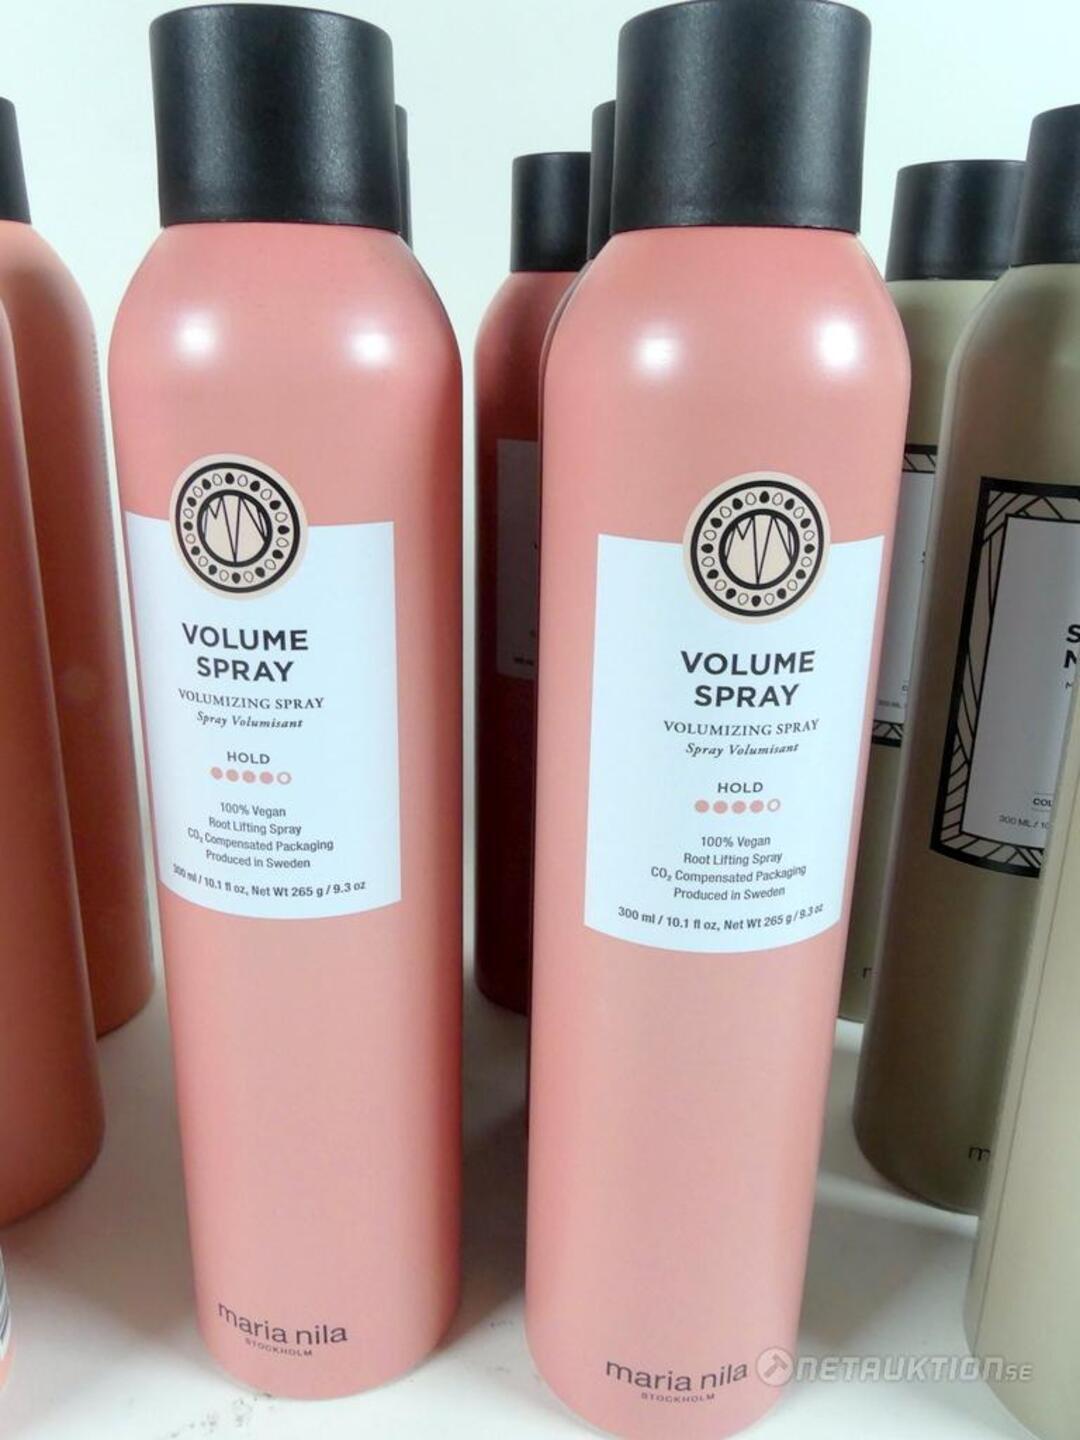 VOLUME
SPRAY
VOLUMIZING SPRAY
Spray Volumisant
HOLD
100% Vegan
Root Lifting Spray
CO₂ Compensated Packaging
Produced in Sweden
300 ml / 10.1 fl oz, Net Wt 265 g / 9.3 oz
maria nila
STOCKHOLM
VOLUME
SPRAY
VOLUMIZING SPRAY
Spray Volumisant
HOLD
100% Vegan
Root Lifting Spray
CO₂ Compensated Packaging
Produced in Sweden
300 ml / 10.1 fl oz, Net Wt 265 g / 9.3 oz
maria nila
STOCKHOLM
300 ML / 10
NETAUKTION.SE